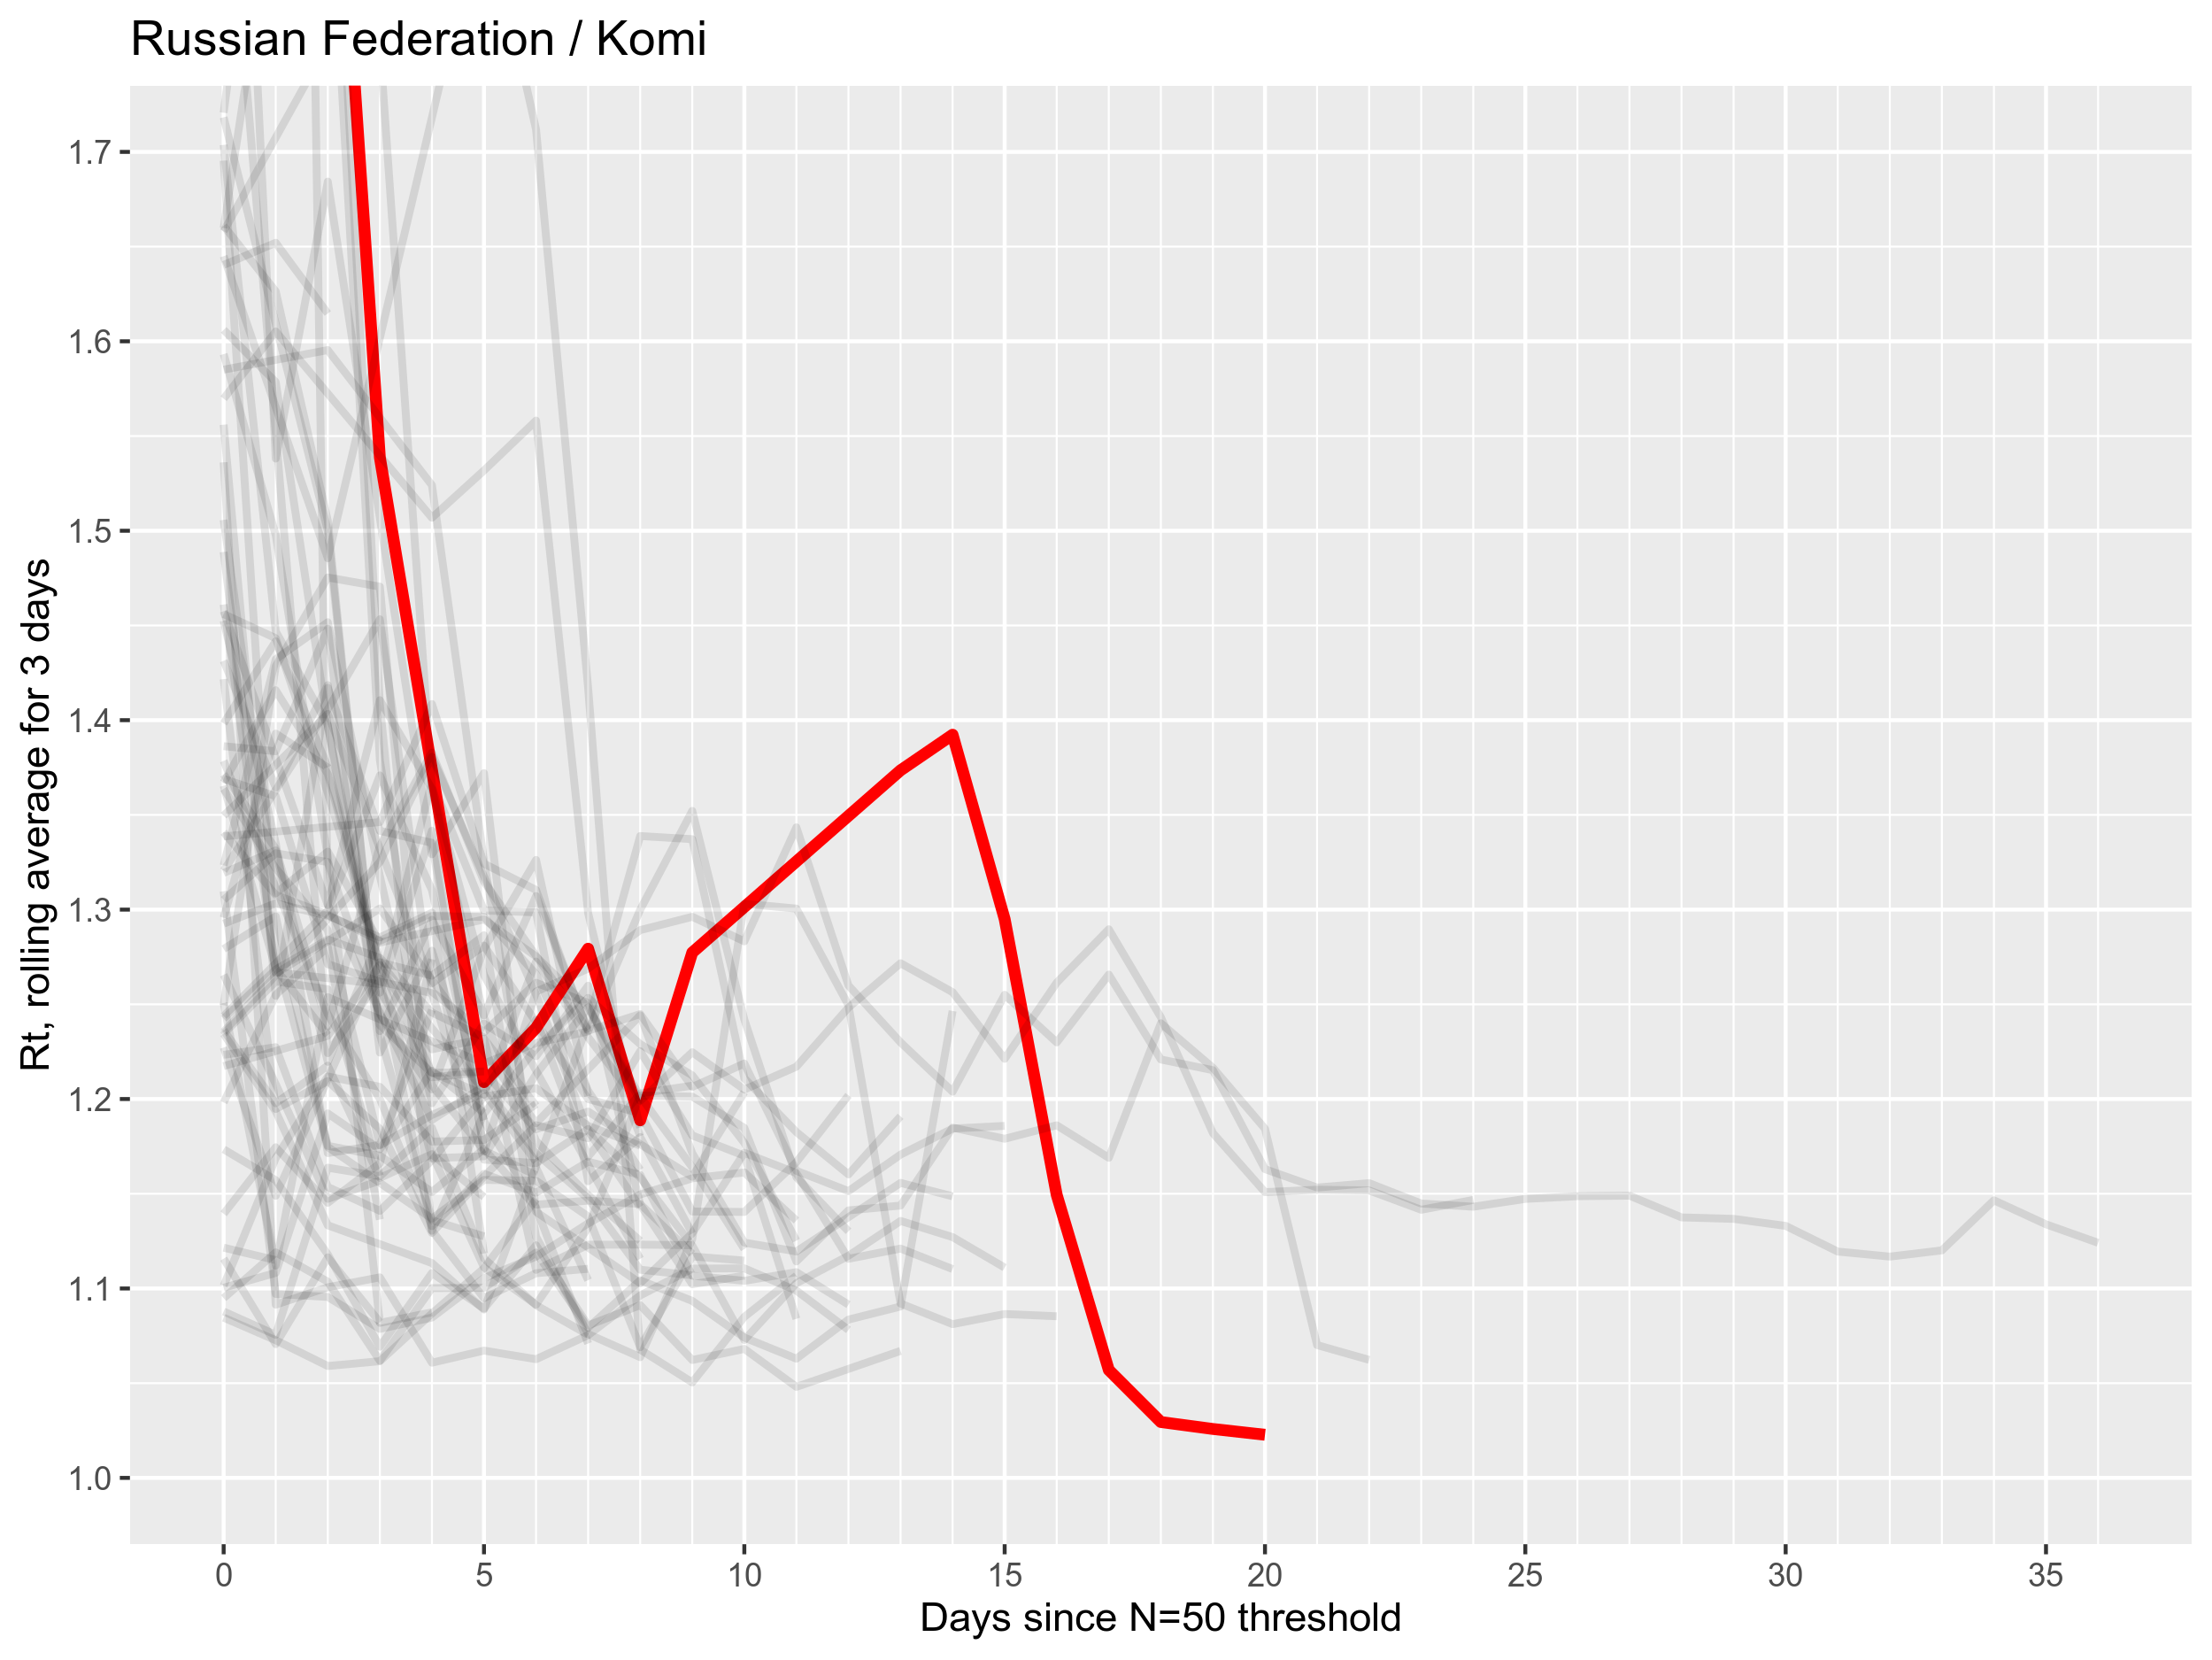 Russian Federation / Komi
Rt, rolling average for 3 days
1.7
1.6
1.5
1.4
1.3
1.2
1.1
1.0
0 5 10 15 20 25 30 35
Days since N=50 threshold